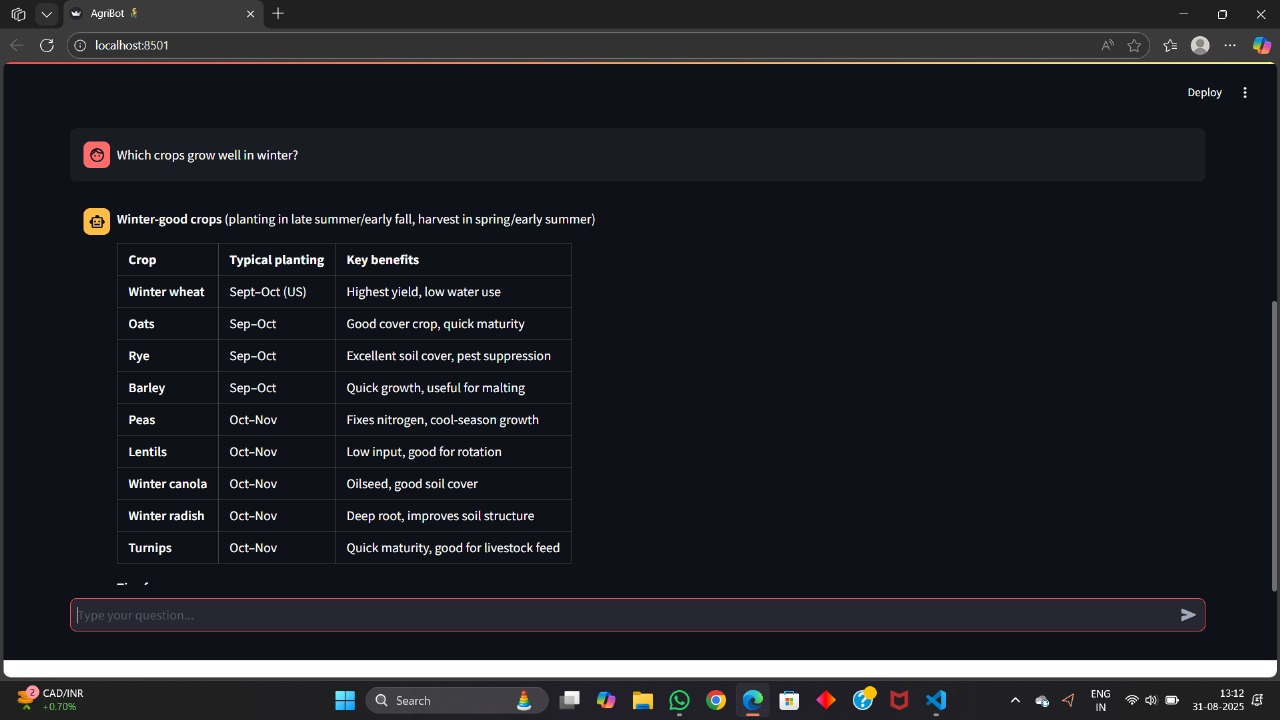 AgriBot
localhost:8501
Deploy
Which crops grow well in winter?
Winter-good crops (planting in late summer/early fall, harvest in spring/early summer)
Crop Typical planting Key benefits
Winter wheat Sept–Oct (US) Highest yield, low water use
Oats Sep–Oct Good cover crop, quick maturity
Rye Sep–Oct Excellent soil cover, pest suppression
Barley Sep–Oct Quick growth, useful for malting
Peas Oct–Nov Fixes nitrogen, cool-season growth
Lentils Oct–Nov Low input, good for rotation
Winter canola Oct–Nov Oilseed, good soil cover
Winter radish Oct–Nov Deep root, improves soil structure
Turnips Oct–Nov Quick maturity, good for livestock feed
Type your question...
2 CAD/INR
+0.70%
Search
ENG
IN
13:12
31-08-2025